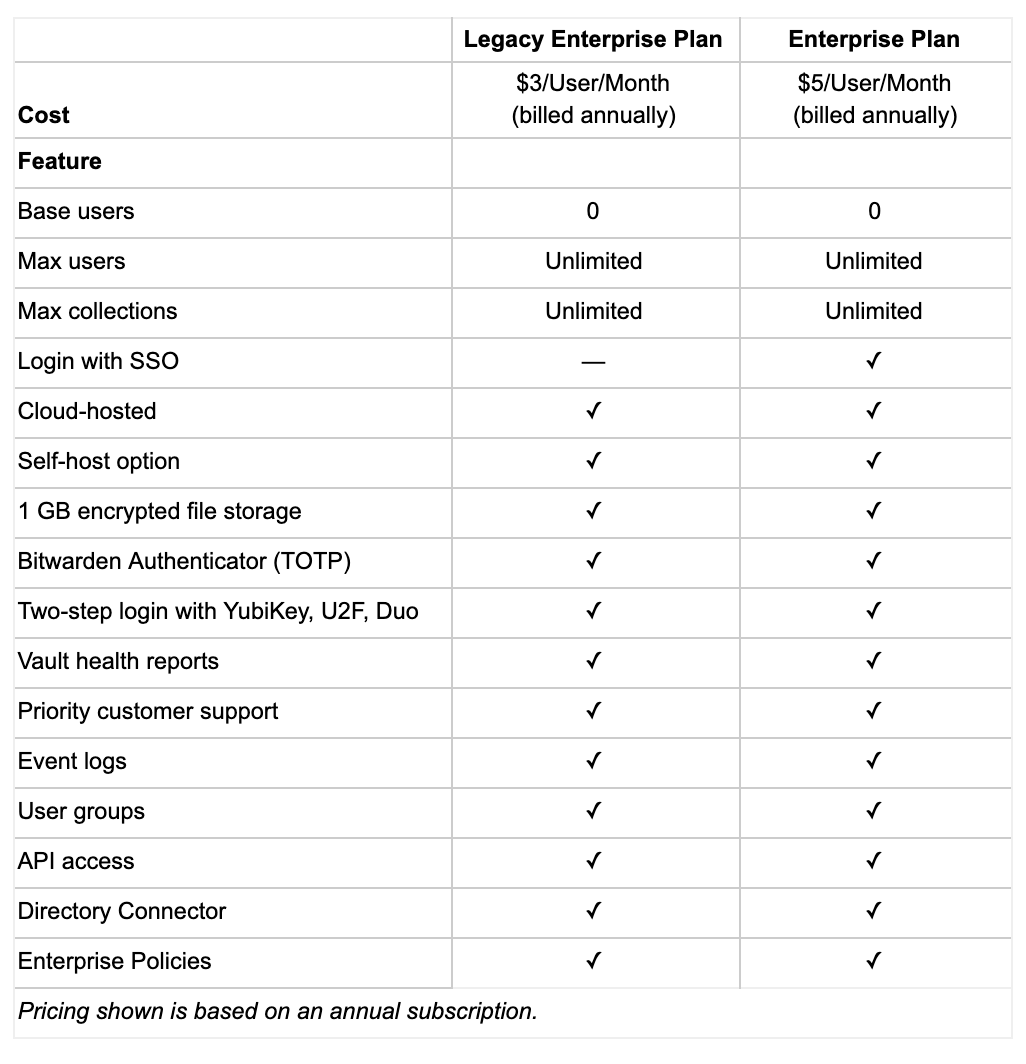 Legacy Enterprise Plan Enterprise Plan
$3/User/Month $5/User/Month
Cost (billed annually) (billed annually)
Feature
Base users 0 0
Max users Unlimited Unlimited
Max collections Unlimited Unlimited
Login with SSO — ✓
Cloud-hosted ✓ ✓
Self-host option ✓ ✓
1 GB encrypted file storage ✓ ✓
Bitwarden Authenticator (TOTP) ✓ ✓
Two-step login with YubiKey, U2F, Duo ✓ ✓
Vault health reports ✓ ✓
Priority customer support ✓ ✓
Event logs ✓ ✓
User groups ✓ ✓
API access ✓ ✓
Directory Connector ✓ ✓
Enterprise Policies ✓ ✓
Pricing shown is based on an annual subscription.